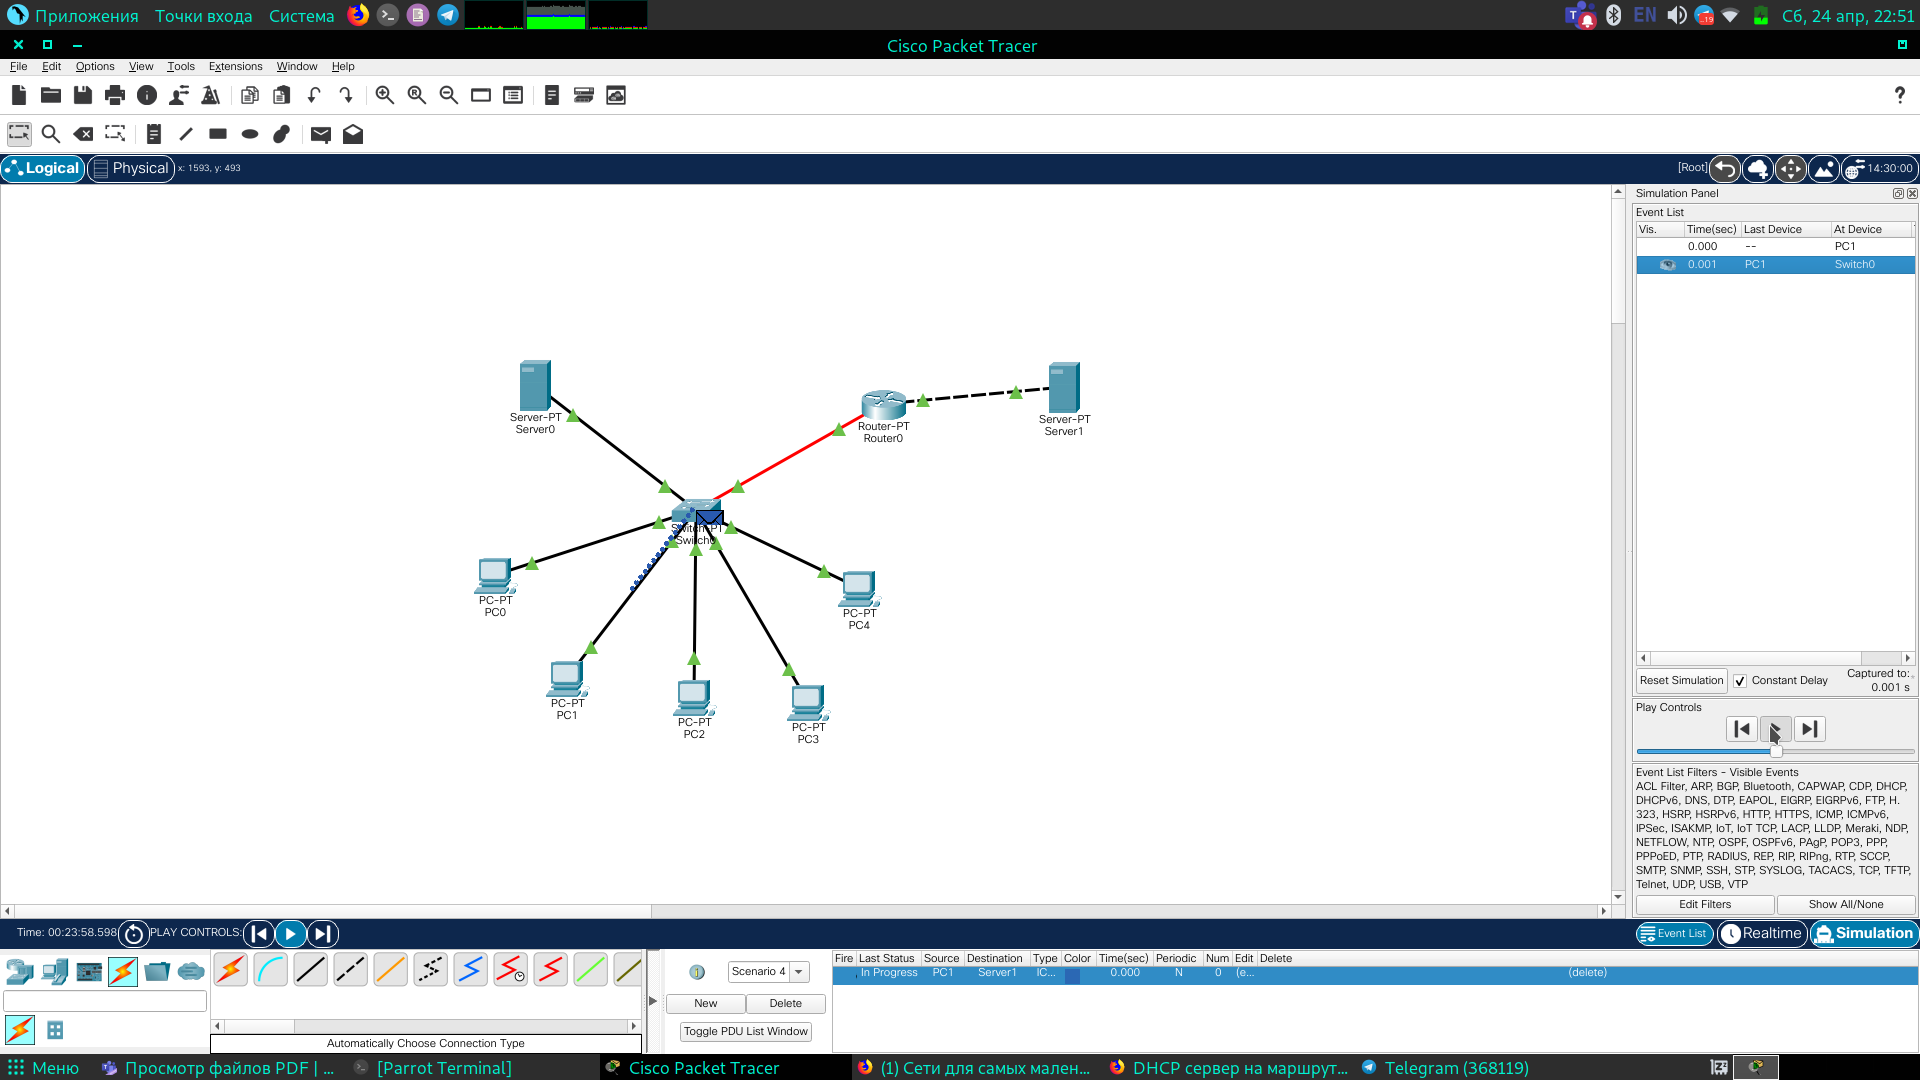 Приложения Точки входа Система EN 19 Сб, 24 апр, 22:51
Cisco Packet Tracer
File Edit Options View Tools Extensions Window Help
Logical Physical x: 1593, y: 493 [Root] 14:30:00
Simulation Panel
Event List
Vis. Time(sec) Last Device At Device
0.000 -- PC1
0.001 PC1 Switch0
Server-PT
Server0
Router-PT
Router0
Server-PT
Server1
Switch-PT
Switch0
PC-PT
PC0
PC-PT
PC4
PC-PT
PC1
PC-PT
PC2
PC-PT
PC3
Reset Simulation Constant Delay Captured to:
0.001 s
Play Controls
Event List Filters - Visible Events
ACL Filter, ARP, BGP, Bluetooth, CAPWAP, CDP, DHCP,
DHCPv6, DNS, DTP, EAPOL, EIGRP, EIGRPv6, FTP, H.
323, HSRP, HSRPv6, HTTP, HTTPS, ICMP, ICMPv6,
IPSec, ISAKMP, IoT, IoT TCP, LACP, LLDP, Meraki, NDP,
NETFLOW, NTP, OSPF, OSPFv6, PAgP, POP3, PPP,
PPPoED, PTP, RADIUS, REP, RIP, RIPng, RTP, SCCP,
SMTP, SNMP, SSH, STP, SYSLOG, TACACS, TCP, TFTP,
Telnet, UDP, USB, VTP
Edit Filters Show All/None
Time: 00:23:58.598 PLAY CONTROLS: Event List Realtime Simulation
Scenario 4
New Delete
Toggle PDU List Window
Fire Last Status Source Destination Type Color Time(sec) Periodic Num Edit Delete
In Progress PC1 Server1 IC... 0.000 N 0 (e... (delete)
Automatically Choose Connection Type
Меню Просмотр файлов PDF | ... [Parrot Terminal] Cisco Packet Tracer (1) Сети для самых мален... DHCP сервер на маршрут... Telegram (368119)